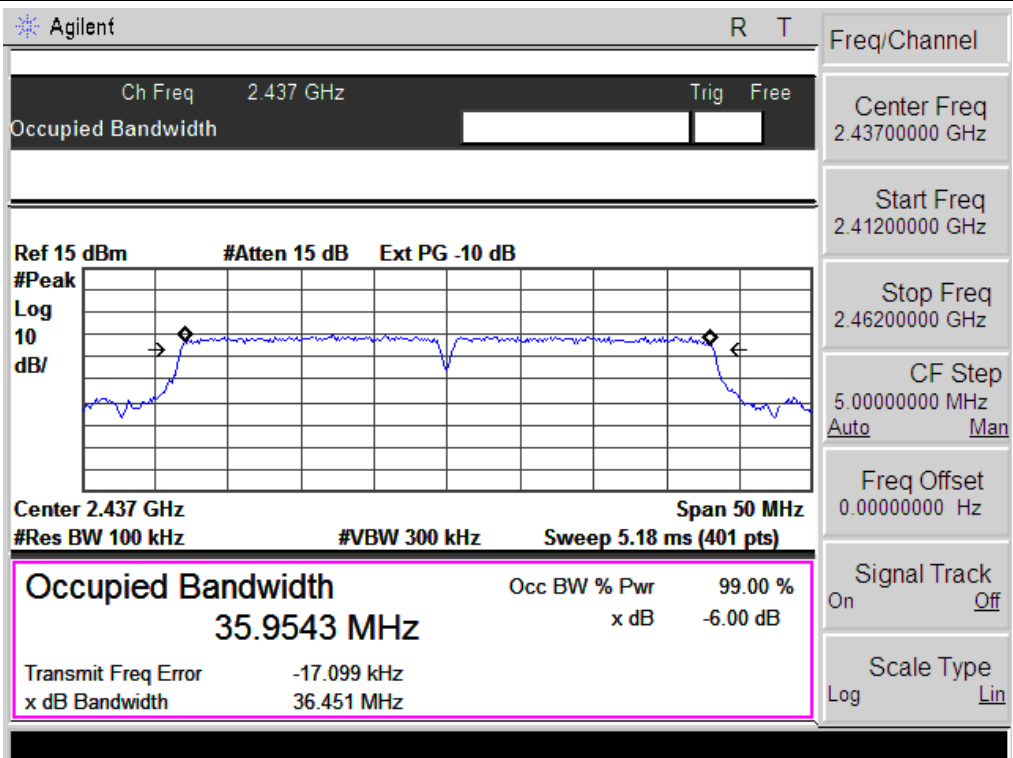 Agilent R T
Ch Freq 2.437 GHz Trig Free
Occupied Bandwidth
Ref 15 dBm #Atten 15 dB Ext PG -10 dB
#Peak
Log
10
dB/
Center 2.437 GHz Span 50 MHz
#Res BW 100 kHz #VBW 300 kHz Sweep 5.18 ms (401 pts)
Occupied Bandwidth Occ BW % Pwr 99.00 %
35.9543 MHz x dB -6.00 dB
Transmit Freq Error -17.099 kHz
x dB Bandwidth 36.451 MHz
Freq/Channel
Center Freq
2.43700000 GHz
Start Freq
2.41200000 GHz
Stop Freq
2.46200000 GHz
CF Step
5.00000000 MHz
Auto Man
Freq Offset
0.00000000 Hz
Signal Track
On Off
Scale Type
Log Lin